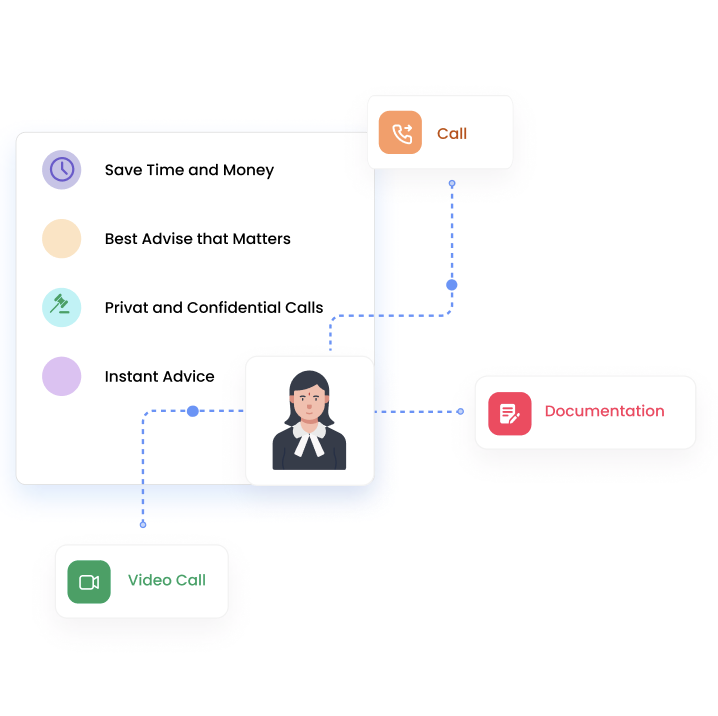 Call
Save Time and Money
Best Advise that Matters
Privat and Confidential Calls
Instant Advice
Documentation
Video Call